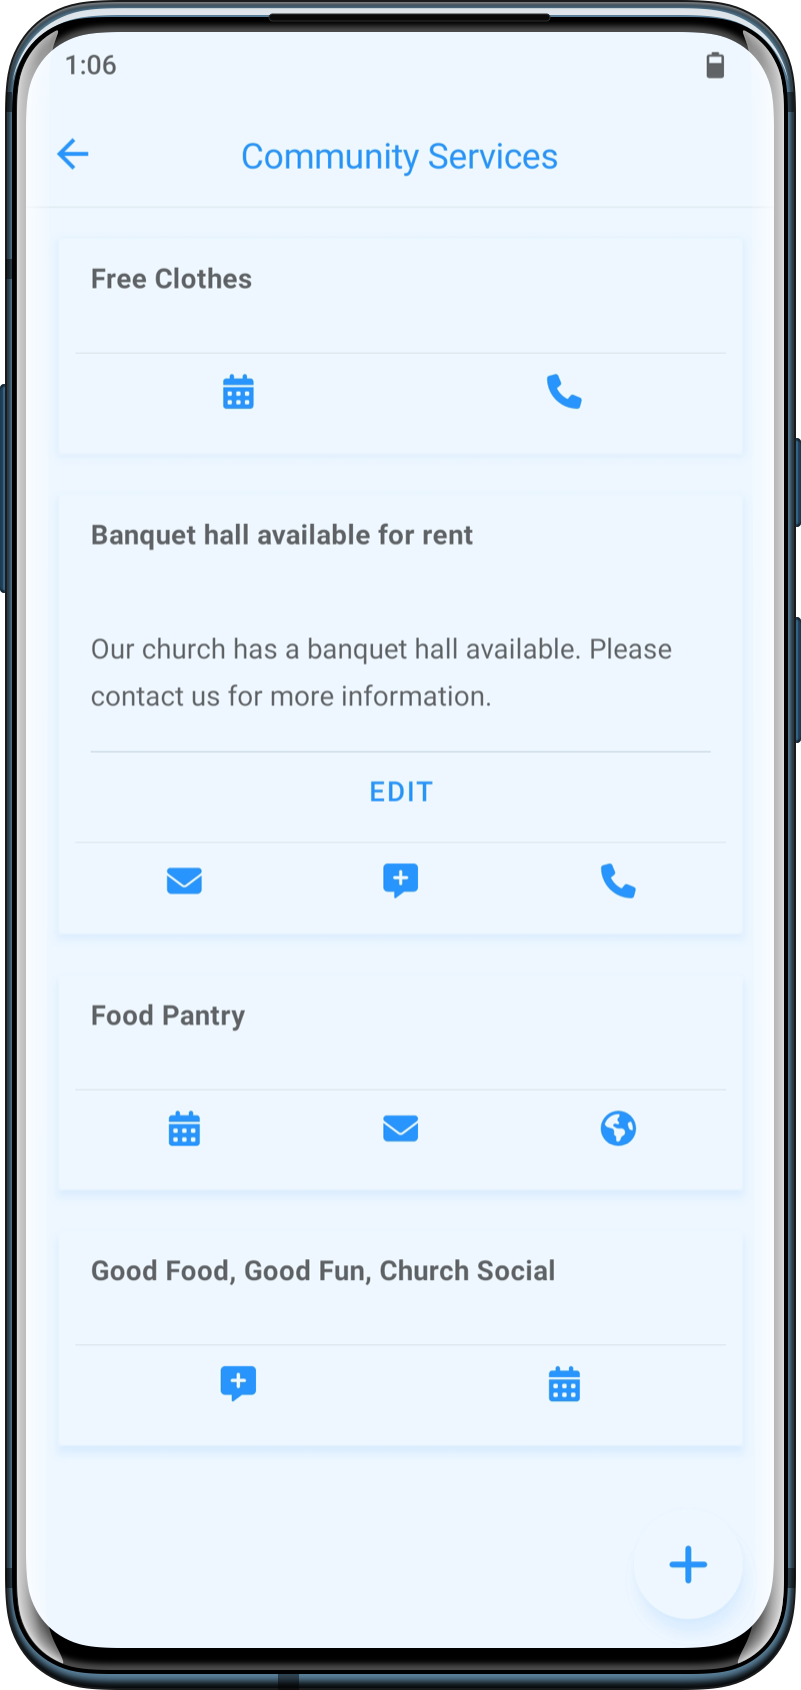 1:06
Community Services
Free Clothes
Banquet hall available for rent
Our church has a banquet hall available. Please
contact us for more information.
EDIT
Food Pantry
Good Food, Good Fun, Church Social